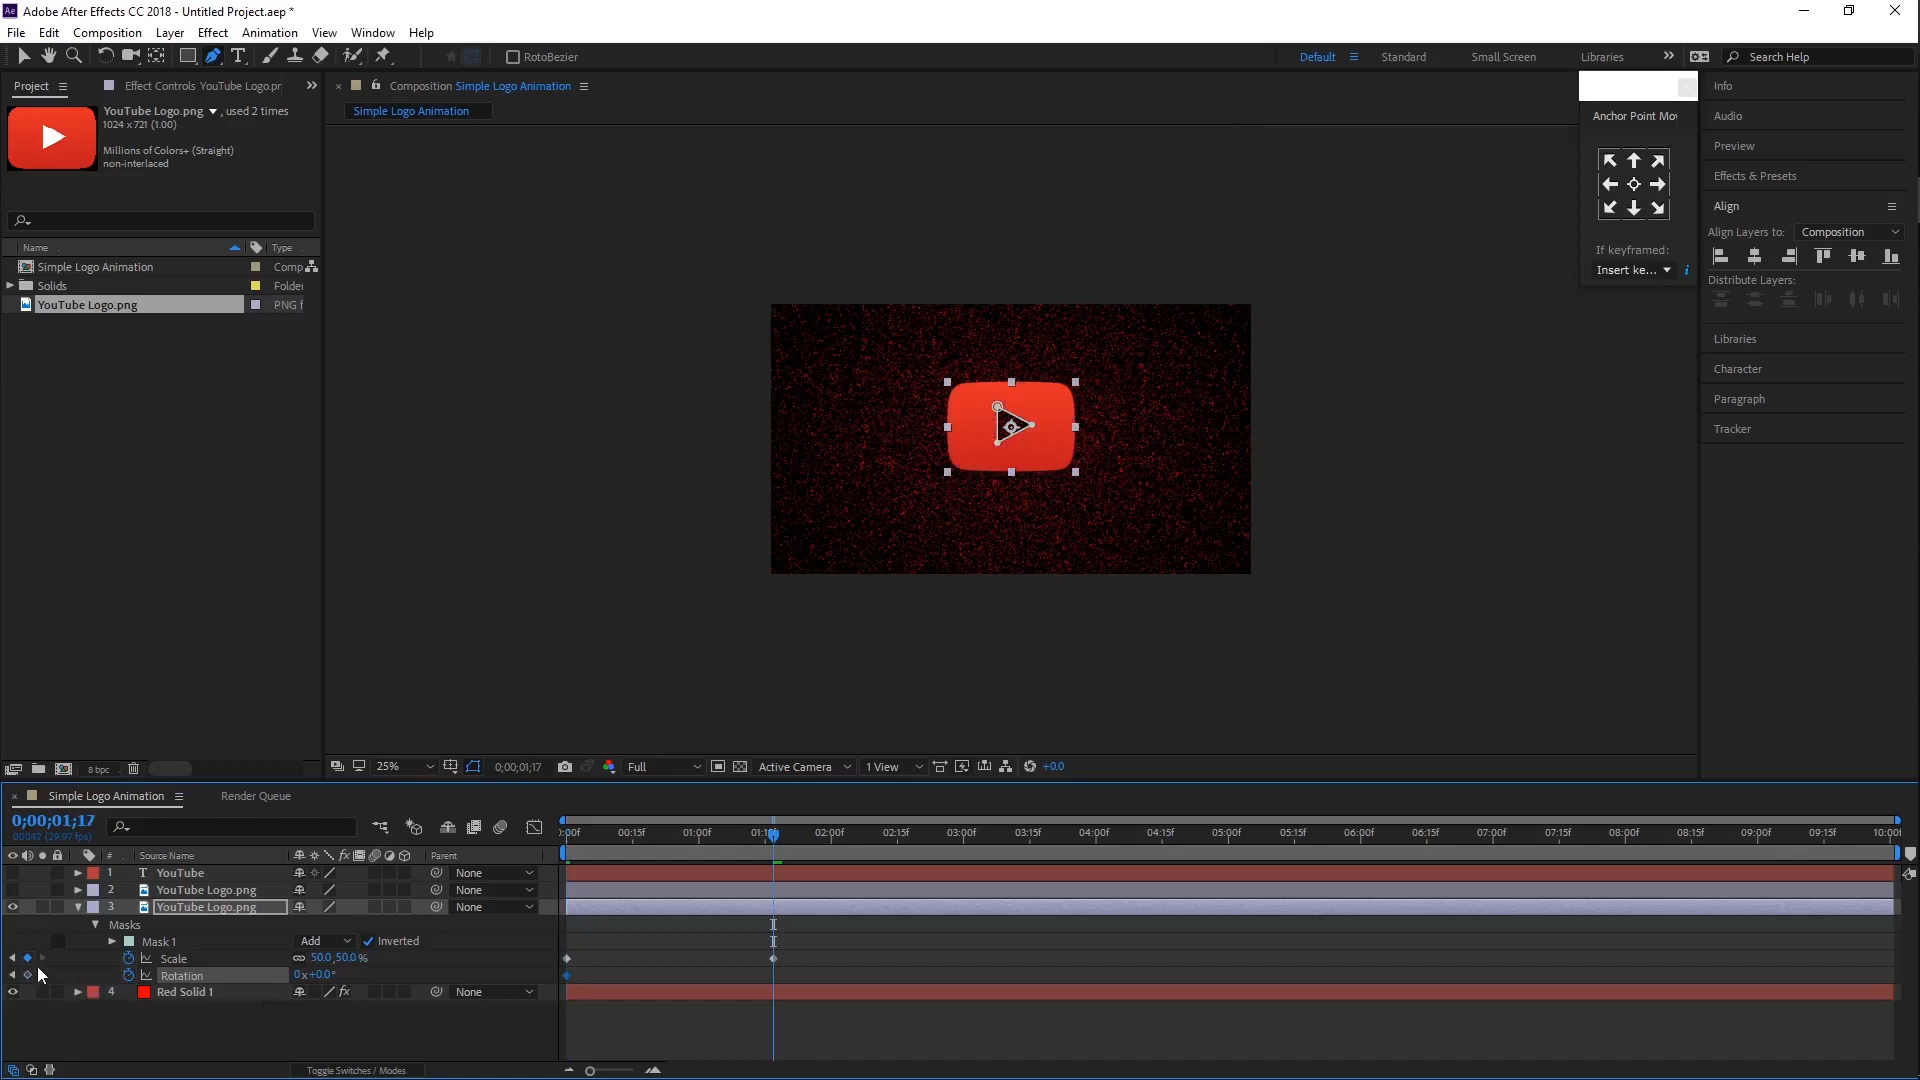 Ae Adobe After Effects CC 2018 - Untitled Project.aep *
File Edit Composition Layer Effect Animation View Window Help
RotoBezier
Default Standard Small Screen Libraries Search Help
Project Effect Controls YouTube Logo.pr
Composition Simple Logo Animation
Simple Logo Animation
YouTube Logo.png , used 2 times
1024 x 721 (1.00)
Millions of Colors+ (Straight)
non-interlaced
Name Type
Simple Logo Animation Comp
Solids Folder
YouTube Logo.png PNG f
Anchor Point Mov
If keyframed:
Insert ke...
Info
Audio
Preview
Effects & Presets
Align
Align Layers to: Composition
Distribute Layers:
Libraries
Character
Paragraph
Tracker
8 bpc
25% 0;00;01;17 Full Active Camera 1 View +0.0
Simple Logo Animation Render Queue
0;00;01;17
00047 (29.97 fps)
:00f 00:15f 01:00f 01:1 02:00f 02:15f 03:00f 03:15f 04:00f 04:15f 05:00f 05:15f 06:00f 06:15f 07:00f 07:15f 08:00f 08:15f 09:00f 09:15f 10:00f
# Source Name fx Parent
1 T YouTube None
2 YouTube Logo.png None
3 YouTube Logo.png None
Masks
Mask 1 Add Inverted
Scale 50.0,50.0 %
Rotation 0x+0.0°
4 Red Solid 1 fx None
Toggle Switches / Modes